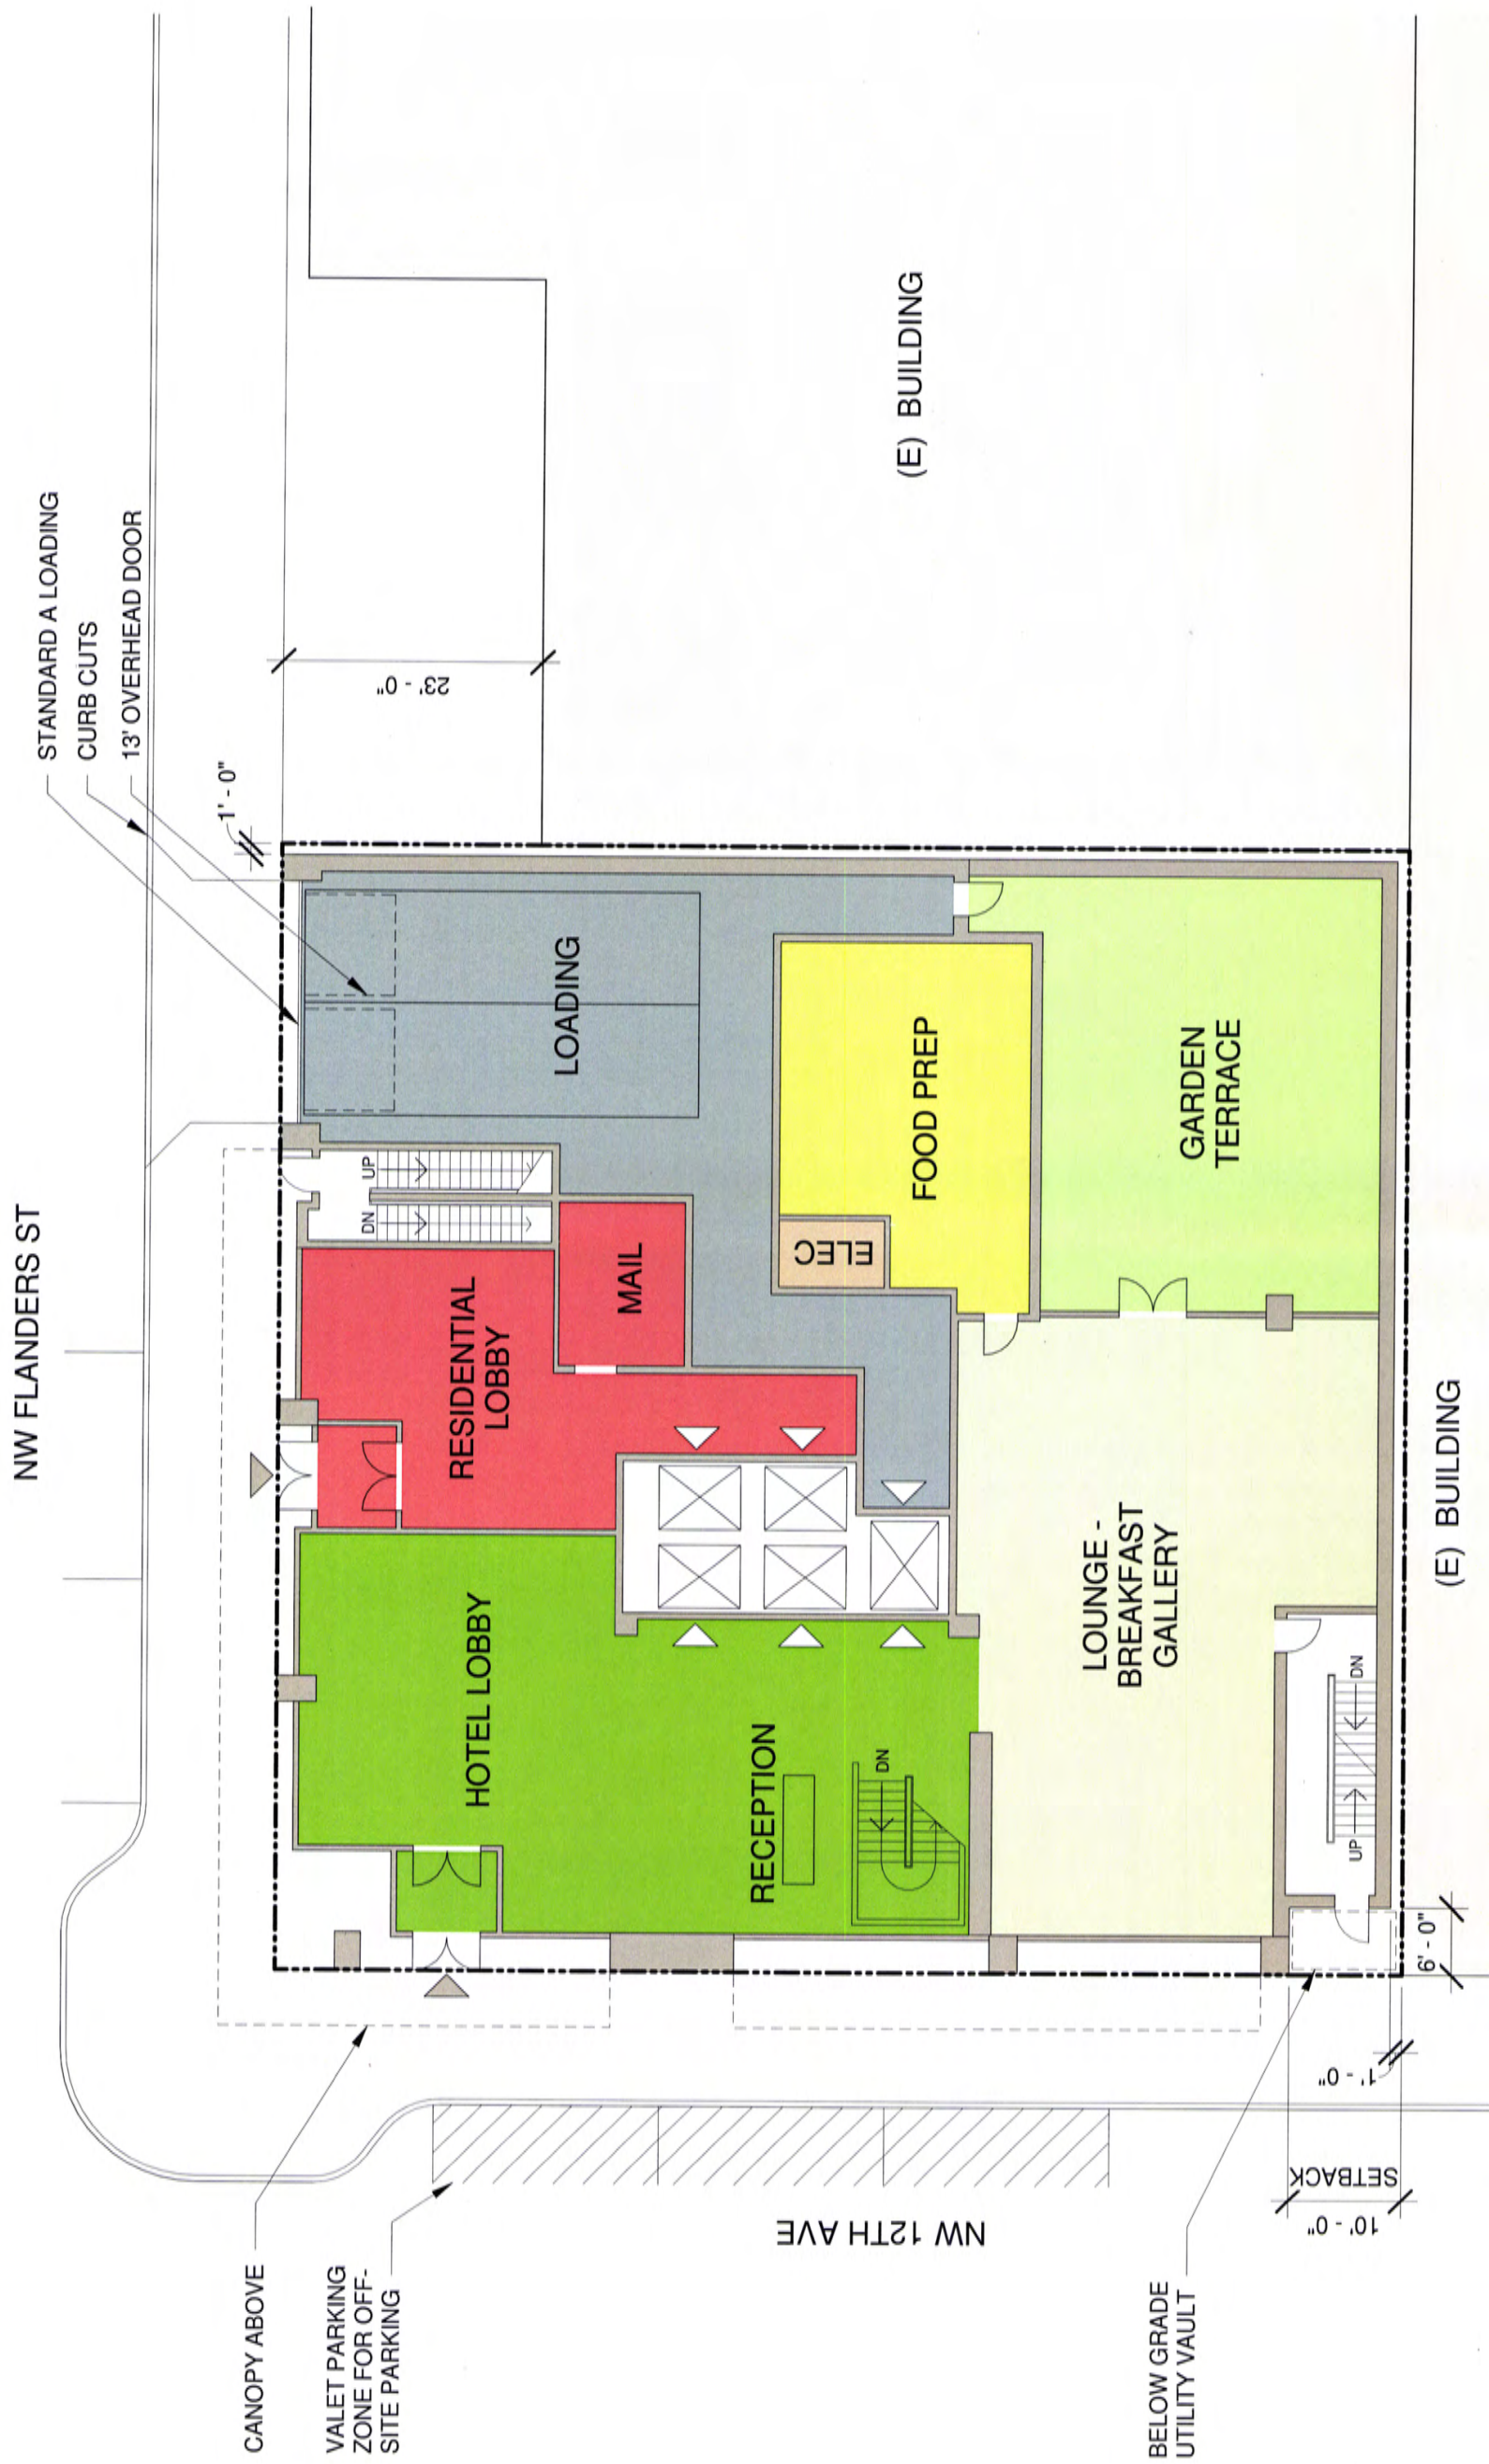 NW FLANDERS ST
STANDARD A LOADING
CURB CUTS
13' OVERHEAD DOOR
1' - 0"
23' - 0"
(E) BUILDING
CANOPY ABOVE
VALET PARKING
ZONE FOR OFF-
SITE PARKING
HOTEL LOBBY
RESIDENTIAL
LOBBY
DN
UP
MAIL
LOADING
RECEPTION
DN
ELEC
FOOD PREP
NW 12TH AVE
LOUNGE -
BREAKFAST
GALLERY
GARDEN
TERRACE
BELOW GRADE
UTILITY VAULT
UP
DN
10' - 0"
SETBACK
1' - 0"
6' - 0"
(E) BUILDING